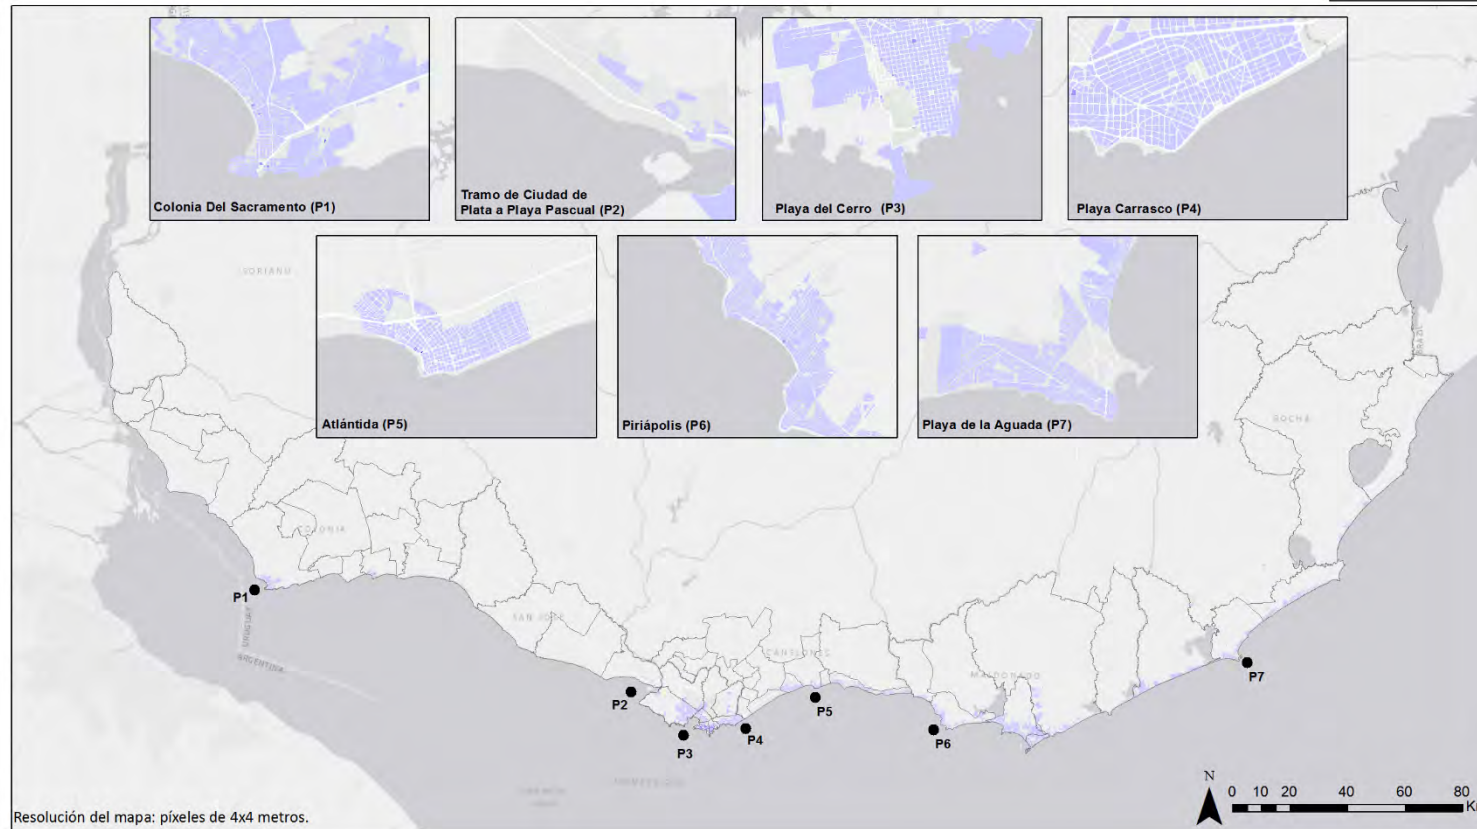 Colonia Del Sacramento (P1)
Tramo de Ciudad de
Plata a Playa Pascual (P2)
Playa del Cerro (P3)
Playa Carrasco (P4)
SORIANO
Atlántida (P5)
Piriápolis (P6)
Playa de la Aguada (P7)
BRAZIL
ROCHA
COLONIA
P1
URUGUAY
ARGENTINA
SAN JOSE
CANELONES
MALDONADO
P2
P3
P4
P5
P6
P7
MONTEVIDEO
N
0 10 20 40 60 80
Resolución del mapa: píxeles de 4x4 metros.